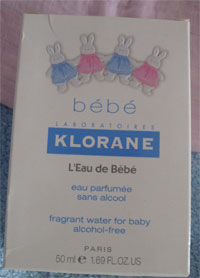 bébé
LABORATOIRES
KLORANE
L'Eau de Bébé
eau parfumée
sans alcool
fragrant water for baby
alcohol-free
PARIS
50 ml e 1.69 FL.OZ.US